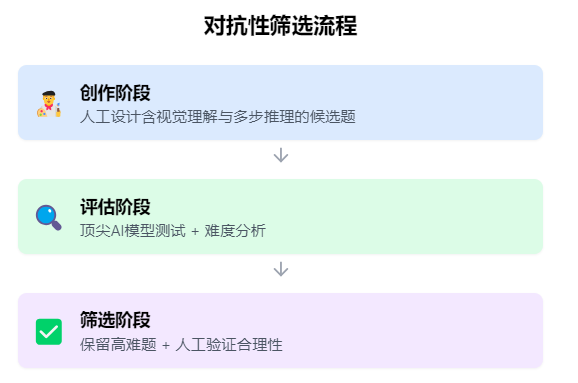 对抗性筛选流程
创作阶段
人工设计含视觉理解与多步推理的候选题
评估阶段
顶尖AI模型测试 + 难度分析
筛选阶段
保留高难题 + 人工验证合理性